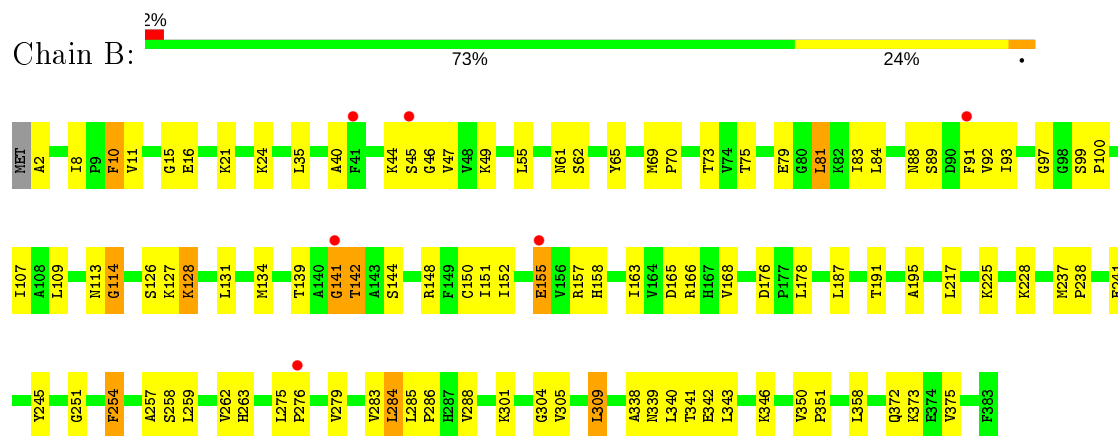 2%
Chain B:
73% 24% •
MET A2 I8 P9 F10 V11 G15 E16 K21 K24 L35 A40 F41 K44 S45 G46 V47 V48 K49 L55 N61 S62 Y65 M69 P70 T73 V74 T75 E79 G80 L81 K82 I83 L84 N88 S89 D90 F91 V92 I93 G97 G98 S99 P100
I107 A108 L109 N113 G114 S126 K127 K128 L131 M134 T139 A140 G141 T142 A143 S144 R148 F149 C150 I151 I152 E155 V156 R157 H158 I163 V164 D165 R166 H167 V168 D176 P177 L178 L187 T191 A195 L217 K225 K228 M237 P238
Y245 G251 F254 A257 S258 L259 V262 H263 L275 P276 V279 V283 L284 L285 P286 H287 V288 K301 G304 V305 L309 A338 N339 L340 T341 E342 L343 K346 V350 P351 L358 Q372 K373 E374 V375 F383